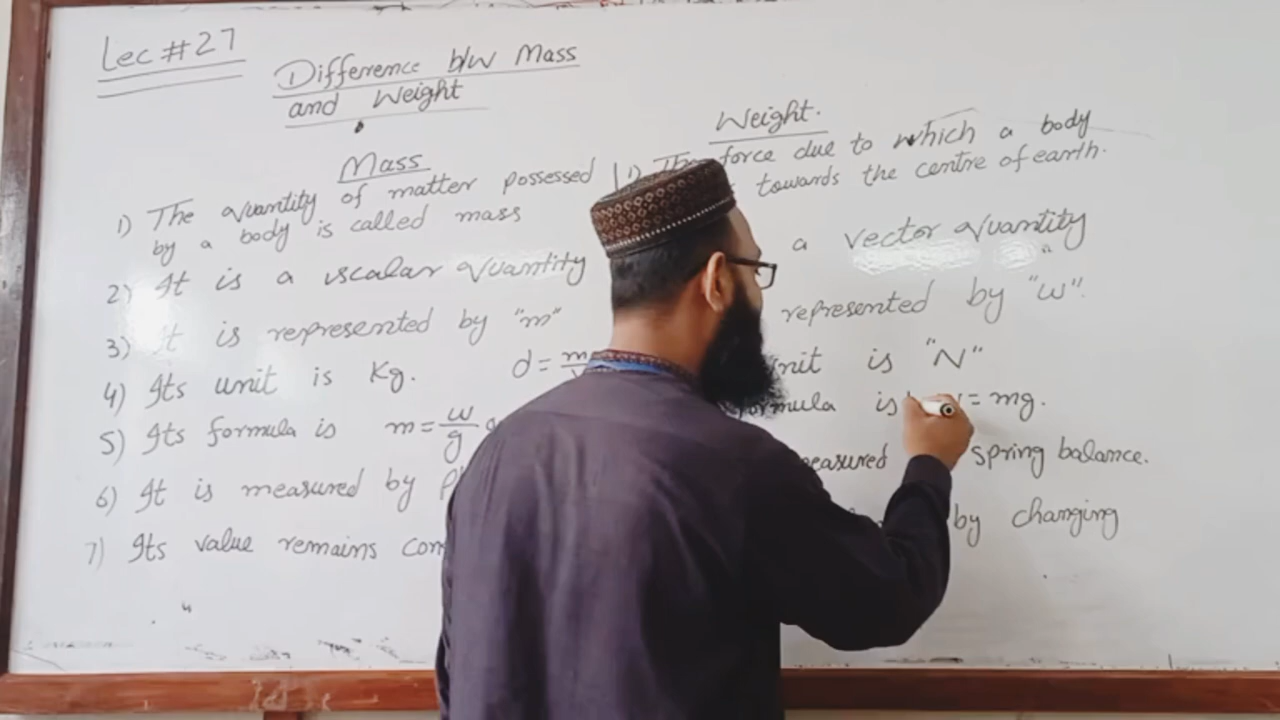 Lec #27
Difference b/w Mass
and Weight
Mass
1) The quantity of matter possessed
by a body is called mass
2) It is a scalar quantity
3) It is represented by "m"
4) Its unit is Kg.
d = m
5) Its formula is m = w/g
6) It is measured by
7) Its value remains
Weight.
1) The force due to which a body
towards the centre of earth.
a vector quantity
represented by "w".
unit is "N"
formula is = mg.
measured spring balance.
by changing